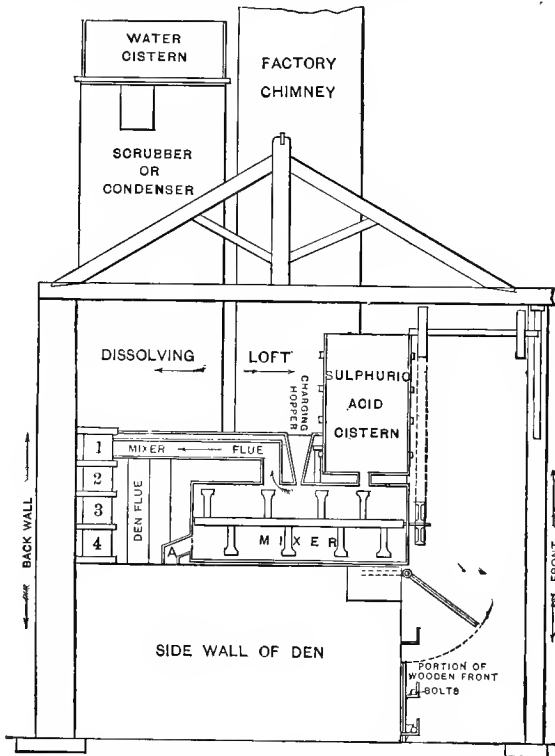 WATER
CISTERN
FACTORY
CHIMNEY
SCRUBBER
OR
CONDENSER
DISSOLVING LOFT
CHARGING
HOPPER
SULPHURIC
ACID
CISTERN
1
MIXER FLUE
2
3
4
DEN FLUE
A
MIXER
BACK WALL
FRONT
SIDE WALL OF DEN
PORTION OF
WOODEN FRONT
BOLTS